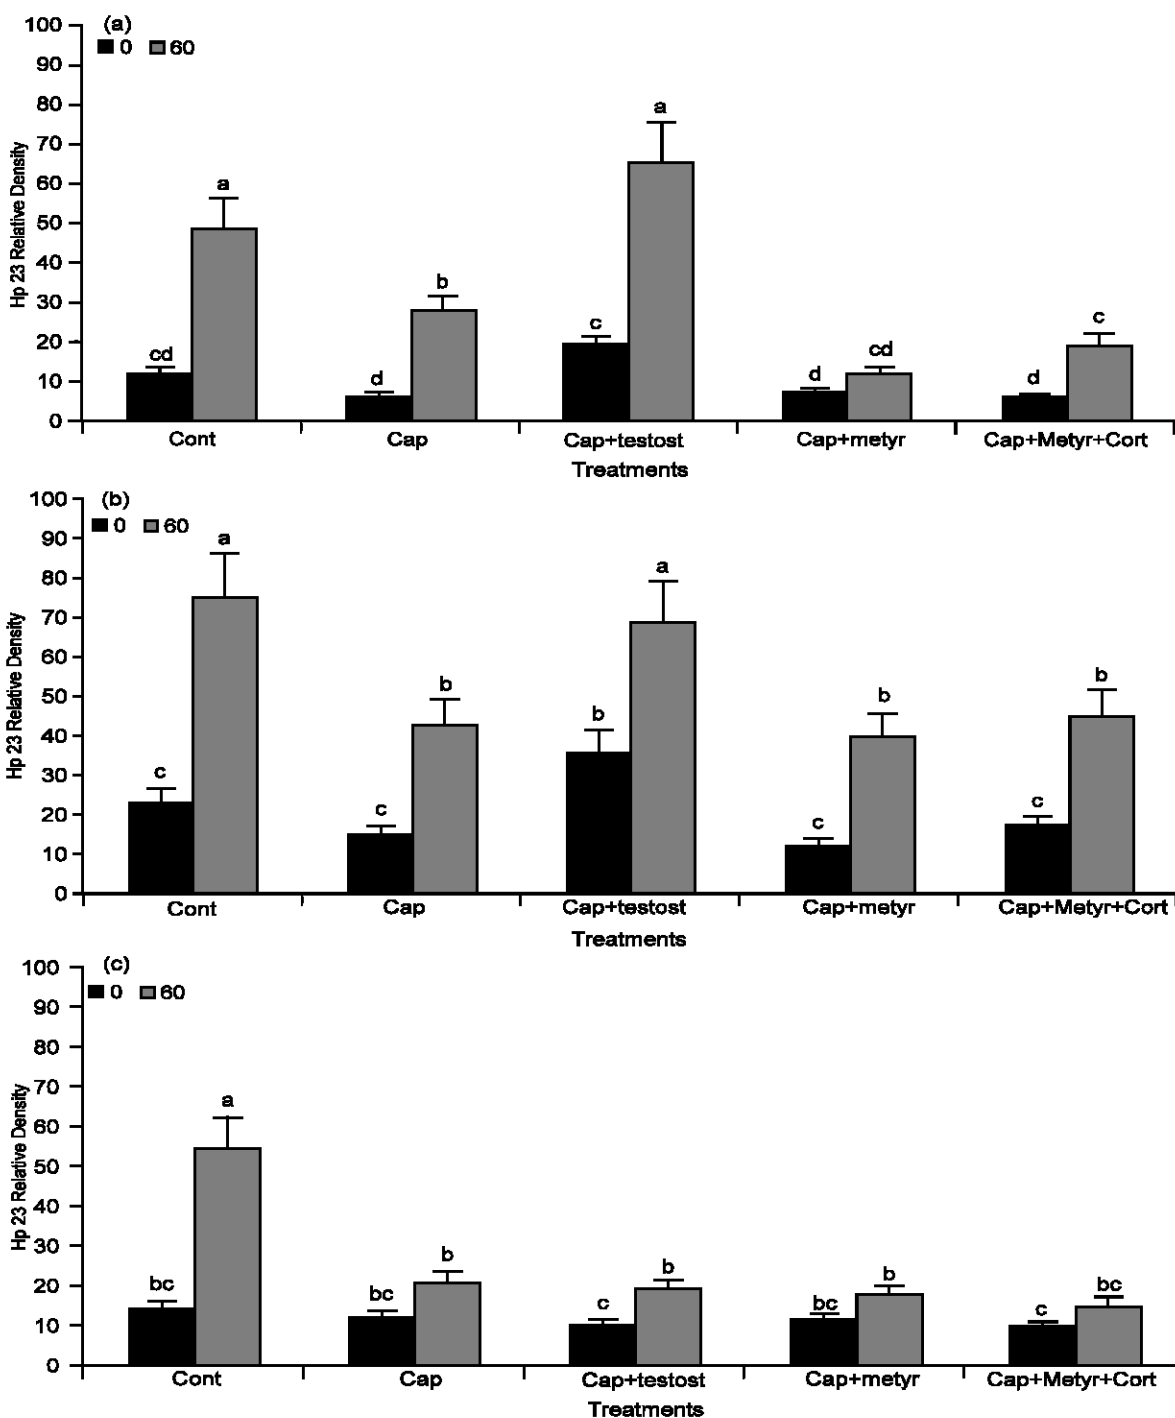 (a)
0 60
Hp 23 Relative Density
100
90
80
70
60
50
40
30
20
10
0
cd a d b c a d cd d c
Cont Cap Cap+testost Cap+metyr Cap+Metyr+Cort
Treatments
(b)
0 60
Hp 23 Relative Density
100
90
80
70
60
50
40
30
20
10
0
c a c b b a c b c b
Cont Cap Cap+testost Cap+metyr Cap+Metyr+Cort
Treatments
(c)
0 60
Hp 23 Relative Density
100
90
80
70
60
50
40
30
20
10
0
bc a bc b c b bc b c bc
Cont Cap Cap+testost Cap+metyr Cap+Metyr+Cort
Treatments